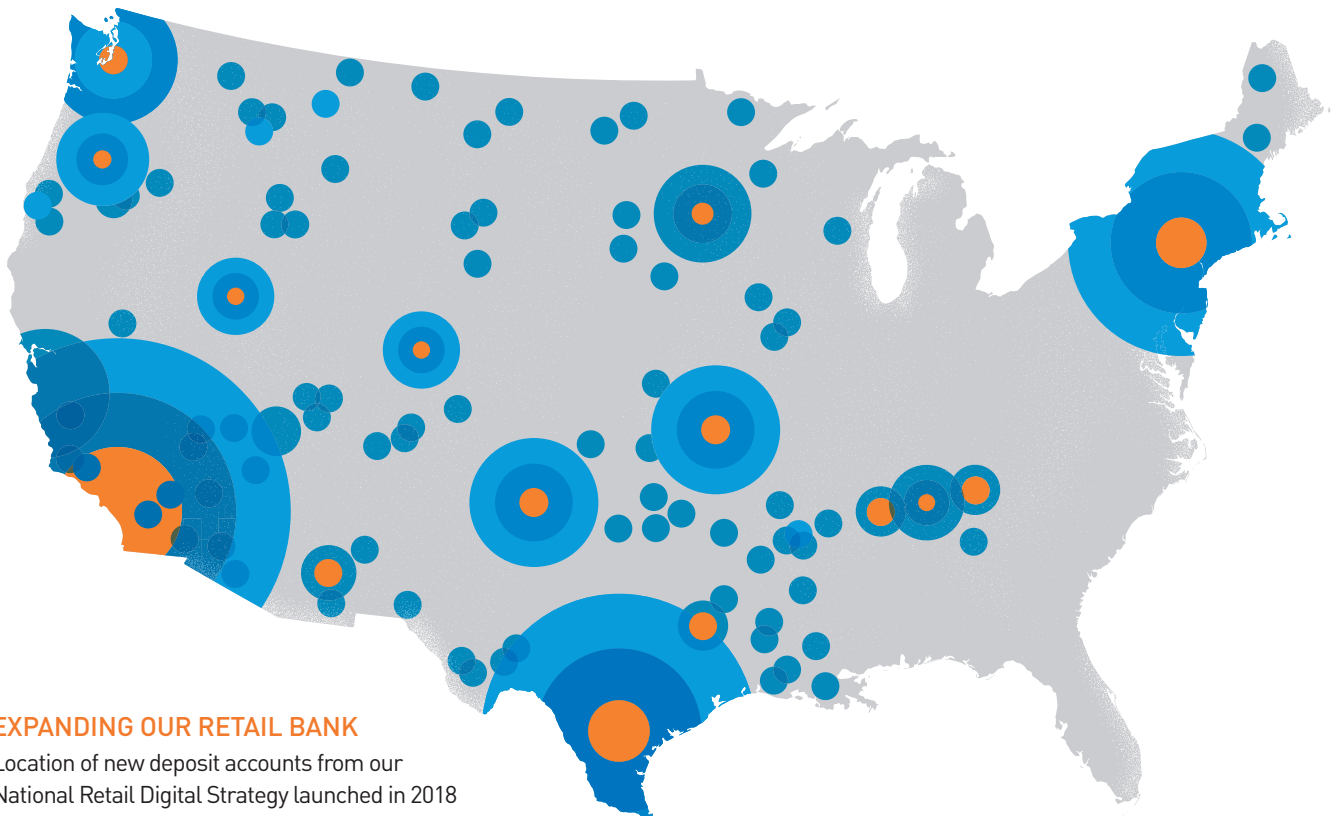 EXPANDING OUR RETAIL BANK
Location of new deposit accounts from our
National Retail Digital Strategy launched in 2018